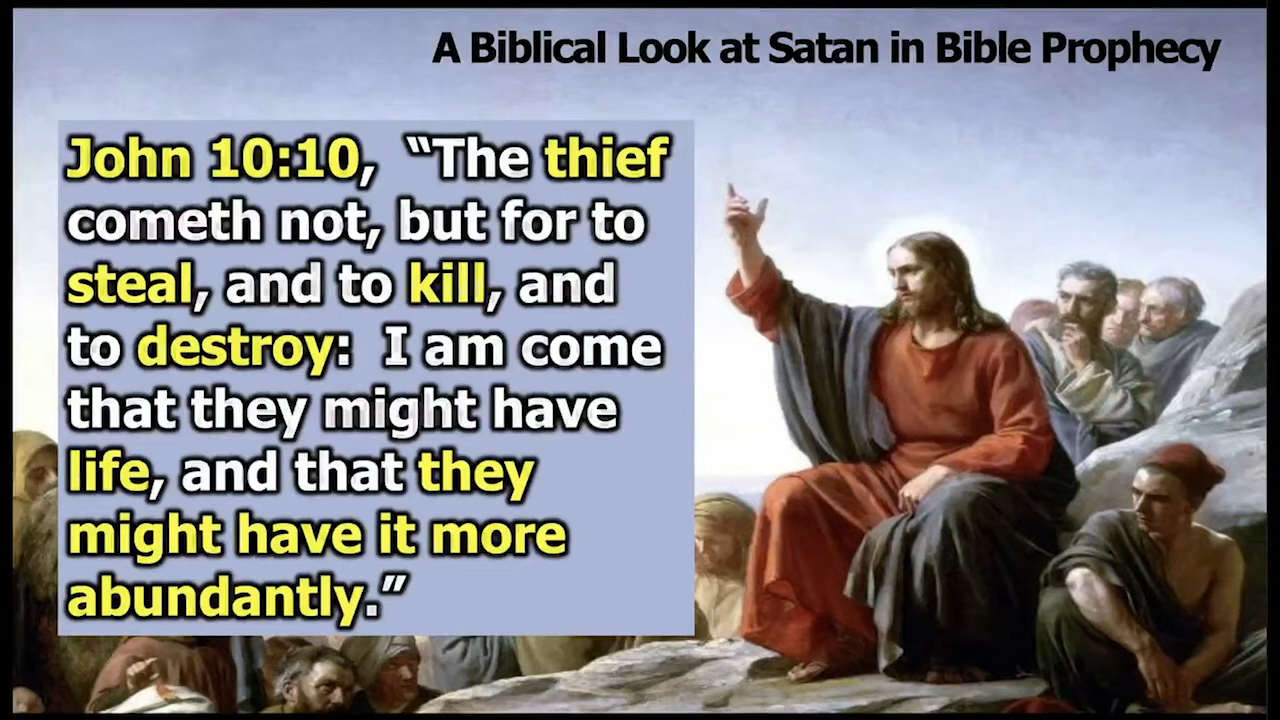 A Biblical Look at Satan in Bible Prophecy
John 10:10, “The thief
cometh not, but for to
steal, and to kill, and
to destroy: I am come
that they might have
life, and that they
might have it more
abundantly.”